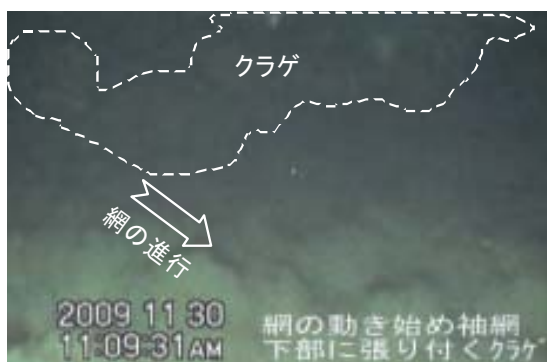 クラゲ
網の進行
2009 11 30
11:09:31AM
網の動き始め袖網
下部に張り付くクラゲ